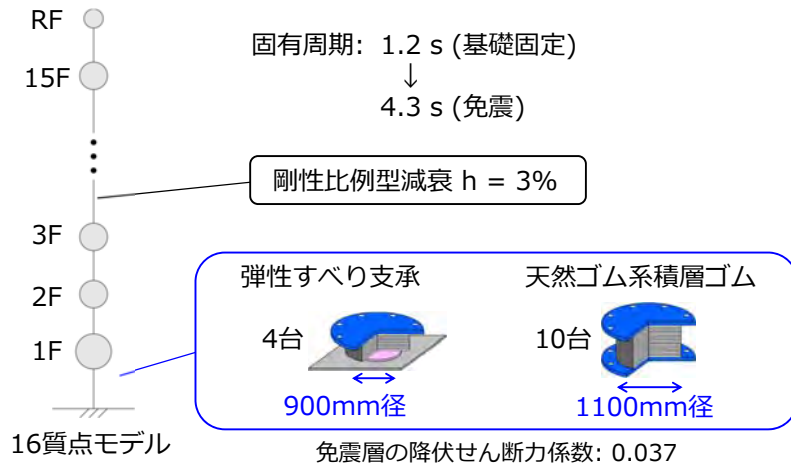 RF
15F
3F
2F
1F
16質点モデル
固有周期: 1.2 s (基礎固定)
↓
4.3 s (免震)
剛性比例型減衰 h = 3%
弾性すべり支承
4台
900mm径
天然ゴム系積層ゴム
10台
1100mm径
免震層の降伏せん断力係数: 0.037